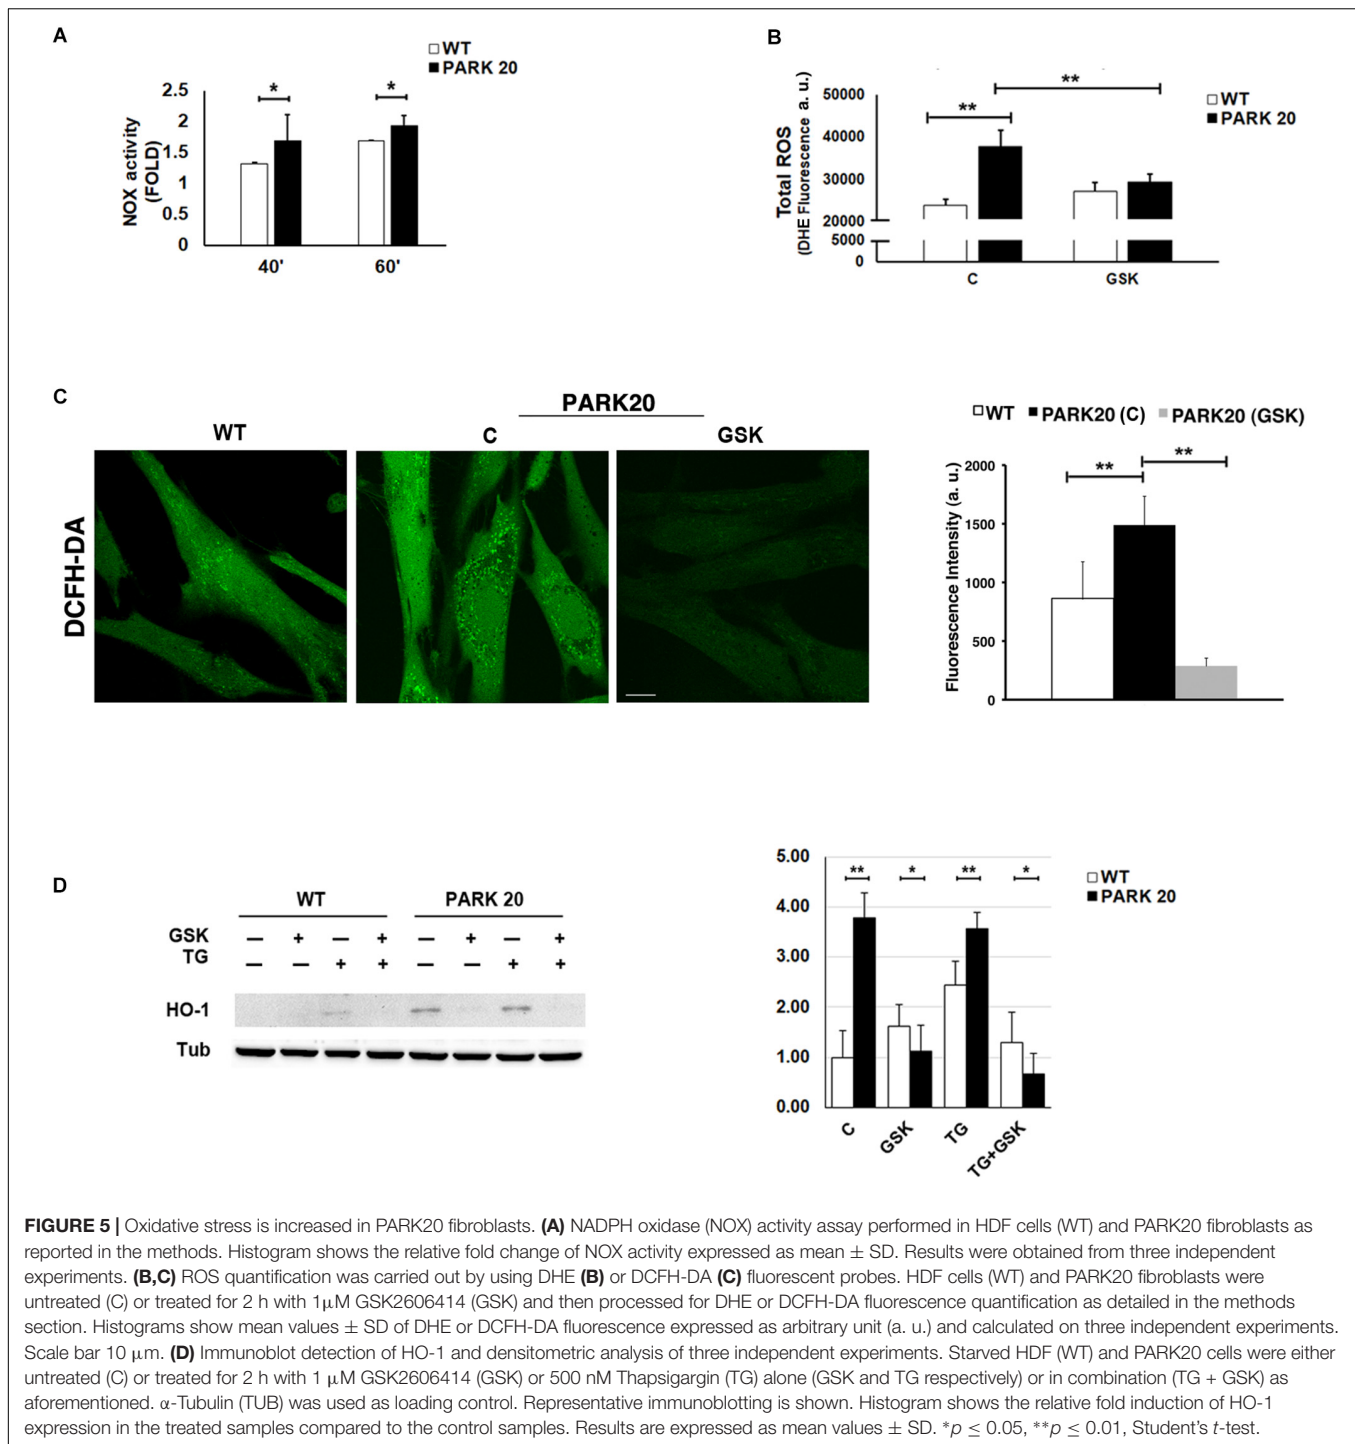 A
WT
PARK 20
2.5
2
1.5
1
0.5
0
NOX activity
(FOLD)
*
*
40'
60'
B
WT
PARK 20
50000
40000
30000
20000
5000
0
Total ROS
(DHE Fluorescence a. u.)
**
**
C
GSK
C
PARK20
WT
C
GSK
DCFH-DA
WT PARK20 (C) PARK20 (GSK)
2000
1500
1000
500
0
Fluorescence Intensity (a. u.)
**
**
D
WT PARK 20
GSK — + — + — + — +
TG — — + + — — + +
HO-1
Tub
5.00
4.00
3.00
2.00
1.00
0.00
** * ** *
WT
PARK 20
C
GSK
TG
TG+GSK
FIGURE 5 | Oxidative stress is increased in PARK20 fibroblasts. (A) NADPH oxidase (NOX) activity assay performed in HDF cells (WT) and PARK20 fibroblasts as
reported in the methods. Histogram shows the relative fold change of NOX activity expressed as mean ± SD. Results were obtained from three independent
experiments. (B,C) ROS quantification was carried out by using DHE (B) or DCFH-DA (C) fluorescent probes. HDF cells (WT) and PARK20 fibroblasts were
untreated (C) or treated for 2 h with 1μM GSK2606414 (GSK) and then processed for DHE or DCFH-DA fluorescence quantification as detailed in the methods
section. Histograms show mean values ± SD of DHE or DCFH-DA fluorescence expressed as arbitrary unit (a. u.) and calculated on three independent experiments.
Scale bar 10 μm. (D) Immunoblot detection of HO-1 and densitometric analysis of three independent experiments. Starved HDF (WT) and PARK20 cells were either
untreated (C) or treated for 2 h with 1 μM GSK2606414 (GSK) or 500 nM Thapsigargin (TG) alone (GSK and TG respectively) or in combination (TG + GSK) as
aforementioned. α-Tubulin (TUB) was used as loading control. Representative immunoblotting is shown. Histogram shows the relative fold induction of HO-1
expression in the treated samples compared to the control samples. Results are expressed as mean values ± SD. *p ≤ 0.05, **p ≤ 0.01, Student's t-test.